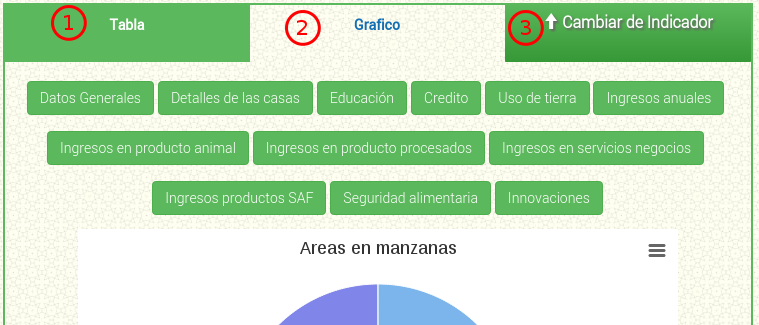 1 Tabla 2 Grafico 3 Cambiar de Indicador
Datos Generales Detalles de las casas Educación Credito Uso de tierra Ingresos anuales
Ingresos en producto animal Ingresos en producto procesados Ingresos en servicios negocios
Ingresos productos SAF Seguridad alimentaria Innovaciones
Areas en manzanas